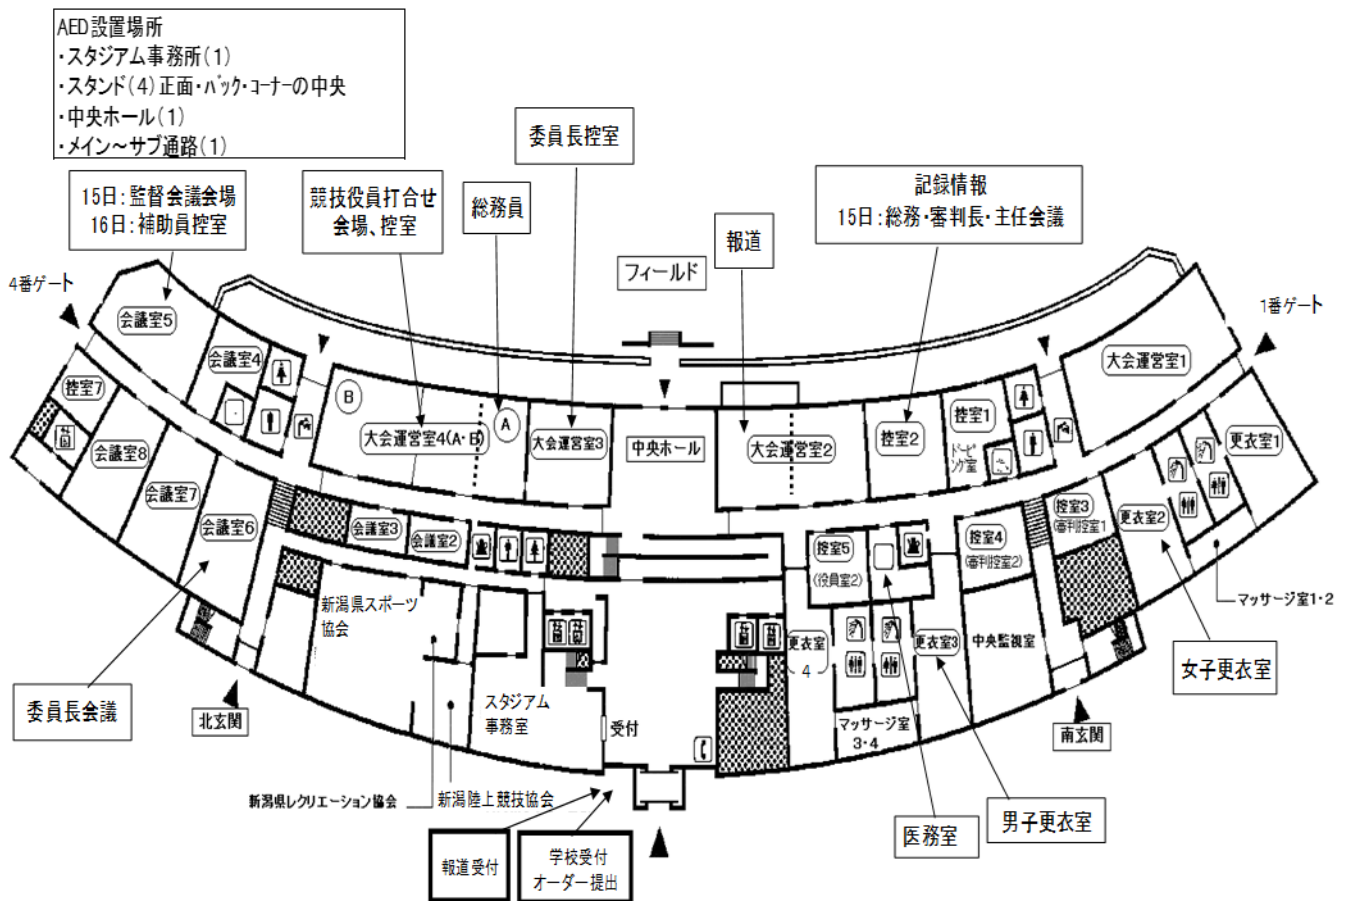 AED設置場所
・スタジアム事務所(1)
・スタンド(4)正面・バック・コーナーの中央
・中央ホール(1)
・メイン～サブ通路(1)
委員長控室
15日：監督会議会場
16日：補助員控室
競技役員打合せ
会場、控室
総務員
報道
記録情報
15日：総務・審判長・主任会議
フィールド
4番ゲート
1番ゲート
会議室5
会議室4
控室7
会議室8
会議室7
会議室6
B
大会運営室4(A・B)
A
大会運営室3
中央ホール
大会運営室2
控室2
控室1
ドーピ
ング室
大会運営室1
更衣室1
更衣室2
控室3
(審判控室1
控室4
(審判控室2)
控室5
(役員室2)
会議室3
会議室2
新潟県スポーツ
協会
スタジアム
事務室
受付
更衣室
4
更衣室3
中央監視室
マッサージ室
3・4
マッサージ室1・2
女子更衣室
委員長会議
北玄関
南玄関
新潟県レクリエーション協会
新潟陸上競技協会
報道受付
学校受付
オーダー提出
医務室
男子更衣室